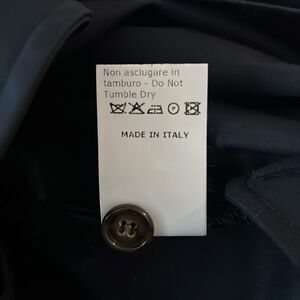 Non asciugare in
tamburo - Do Not
Tumble Dry
MADE IN ITALY